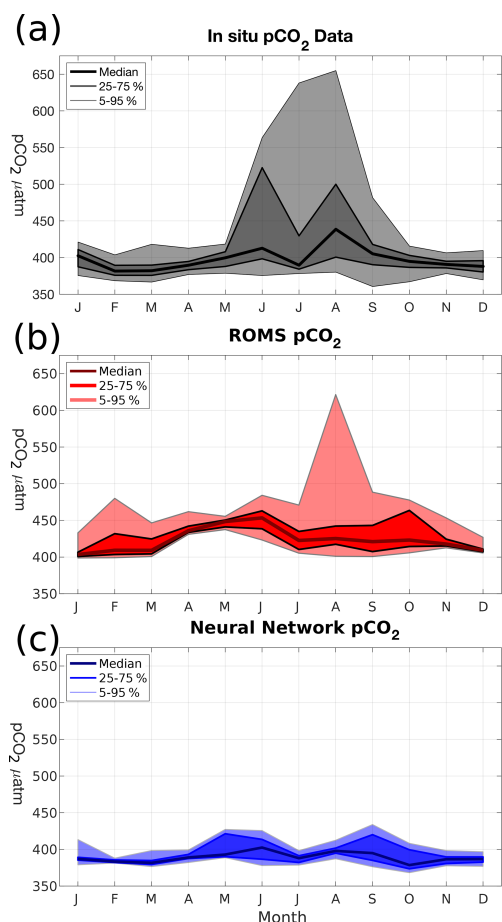 (a)
In situ pCO2 Data
Median
25-75 %
5-95 %
pCO2 μatm
650
600
550
500
450
400
350
J F M A M J J A S O N D
(b)
ROMS pCO2
Median
25-75 %
5-95 %
pCO2 μatm
650
600
550
500
450
400
350
J F M A M J J A S O N D
(c)
Neural Network pCO2
Median
25-75 %
5-95 %
pCO2 μatm
650
600
550
500
450
400
350
J F M A M J J A S O N D
Month